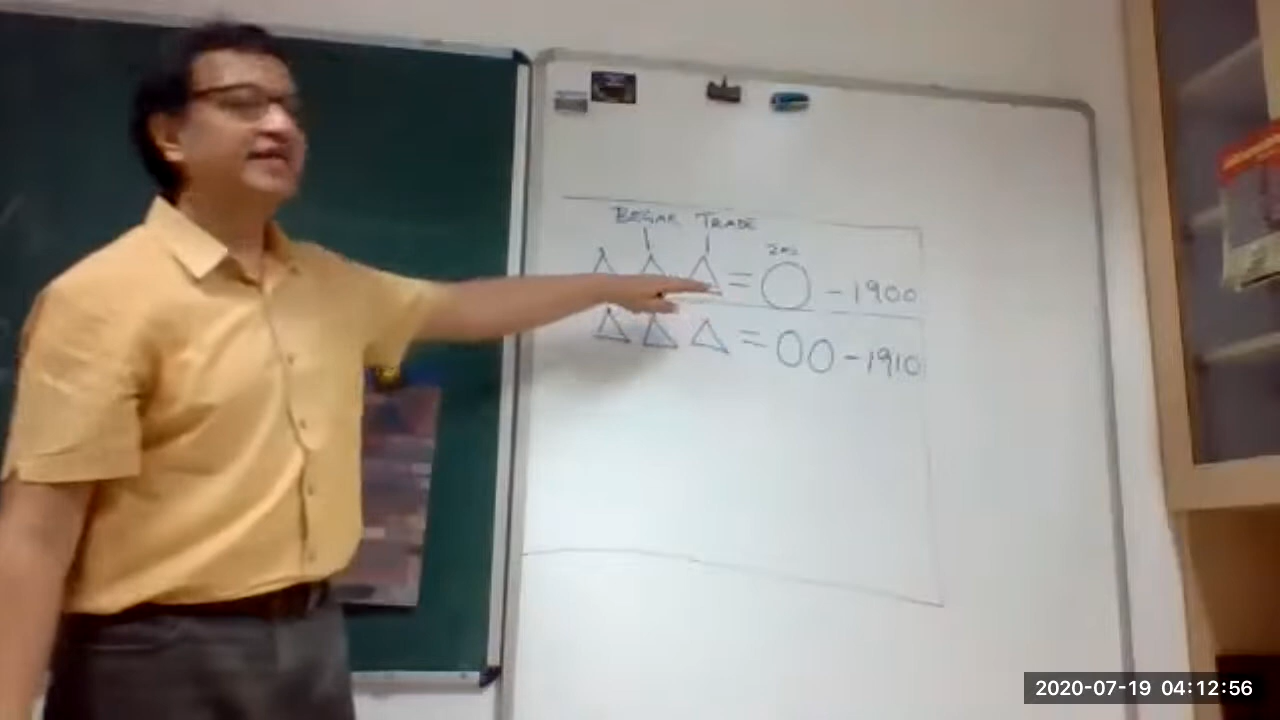 BEGAR TRADE
= - 1900
= - 1910
2020-07-19 04:12:56